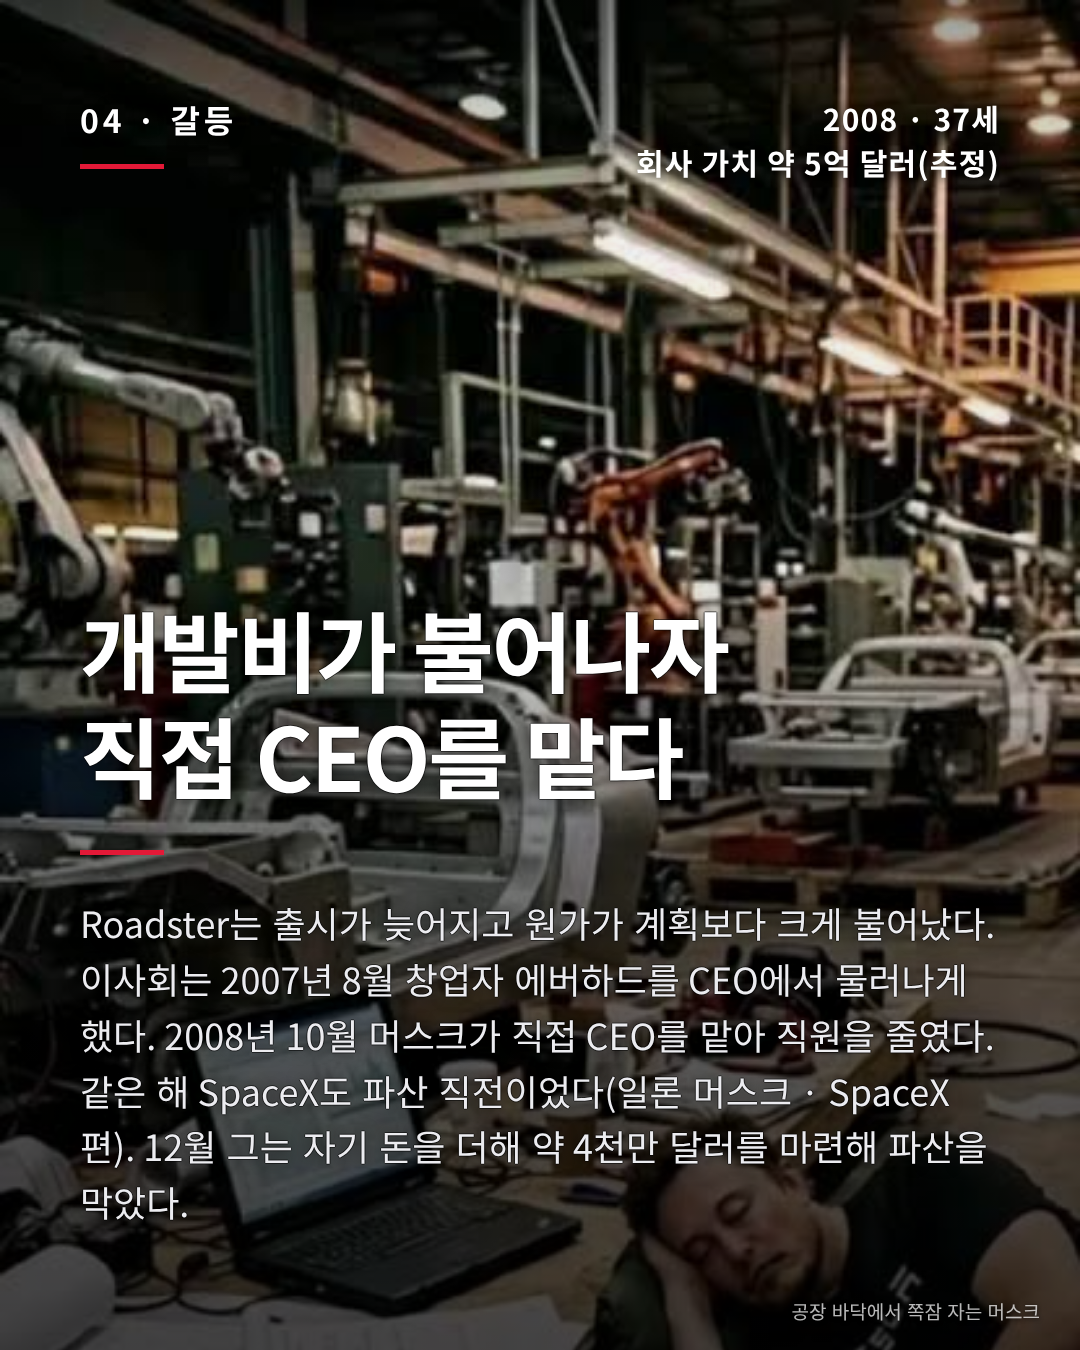 04 · 갈등
2008 · 37세
회사 가치 약 5억 달러(추정)
개발비가 불어나자
직접 CEO를 맡다
Roadster는 출시가 늦어지고 원가가 계획보다 크게 불어났다.
이사회는 2007년 8월 창업자 에버하드를 CEO에서 물러나게
했다. 2008년 10월 머스크가 직접 CEO를 맡아 직원을 줄였다.
같은 해 SpaceX도 파산 직전이었다(일론 머스크 · SpaceX
편). 12월 그는 자기 돈을 더해 약 4천만 달러를 마련해 파산을
막았다.
공장 바닥에서 쪽잠 자는 머스크